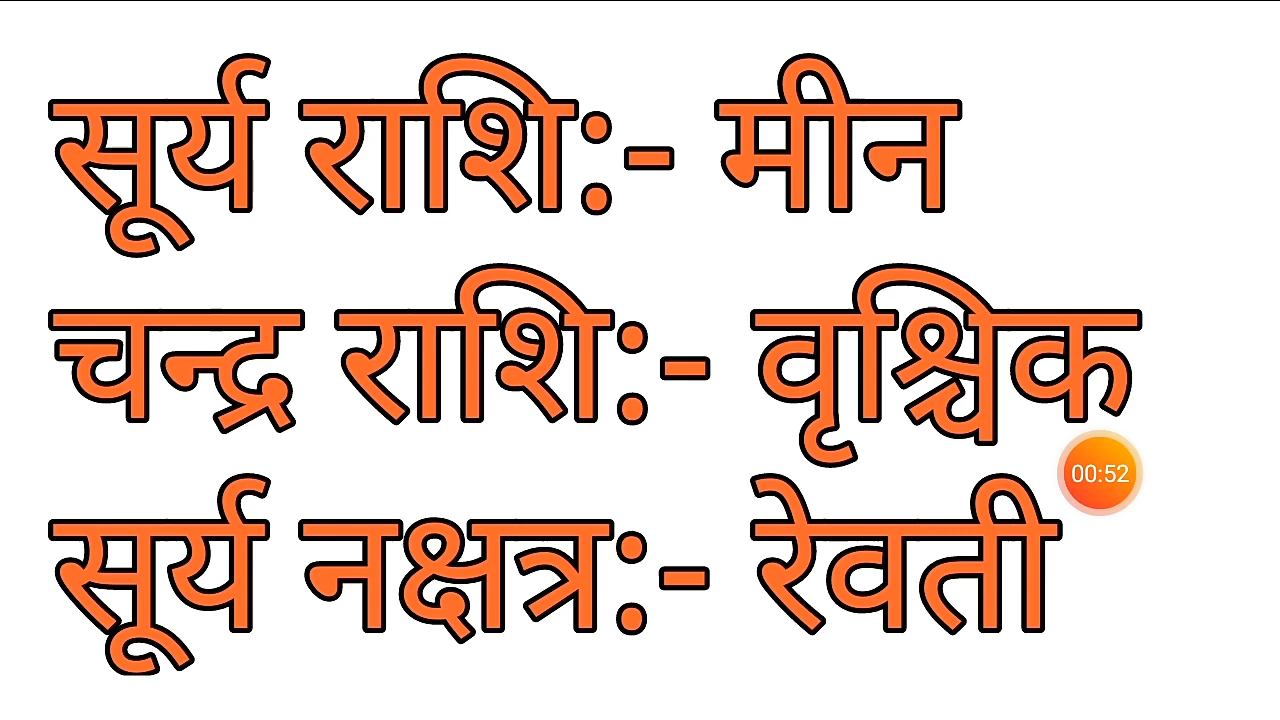 सूर्य राशि:- मीन
चन्द्र राशि:- वृश्चिक
00:52
सूर्य नक्षत्र:- रेवती